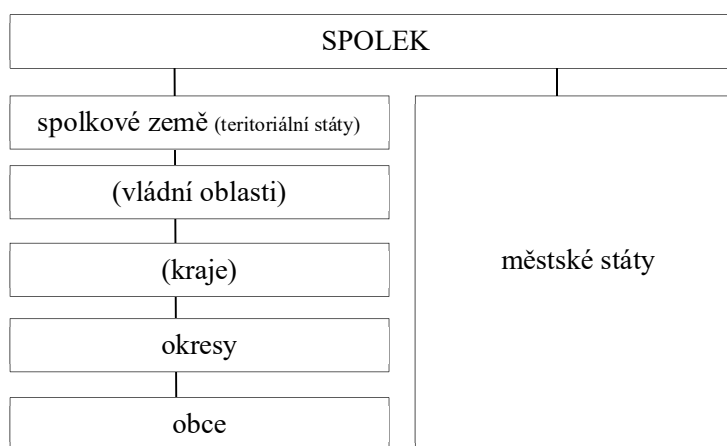 SPOLEK
spolkové země (teritoriální státy)
(vládní oblasti)
(kraje)
okresy
obce
městské státy